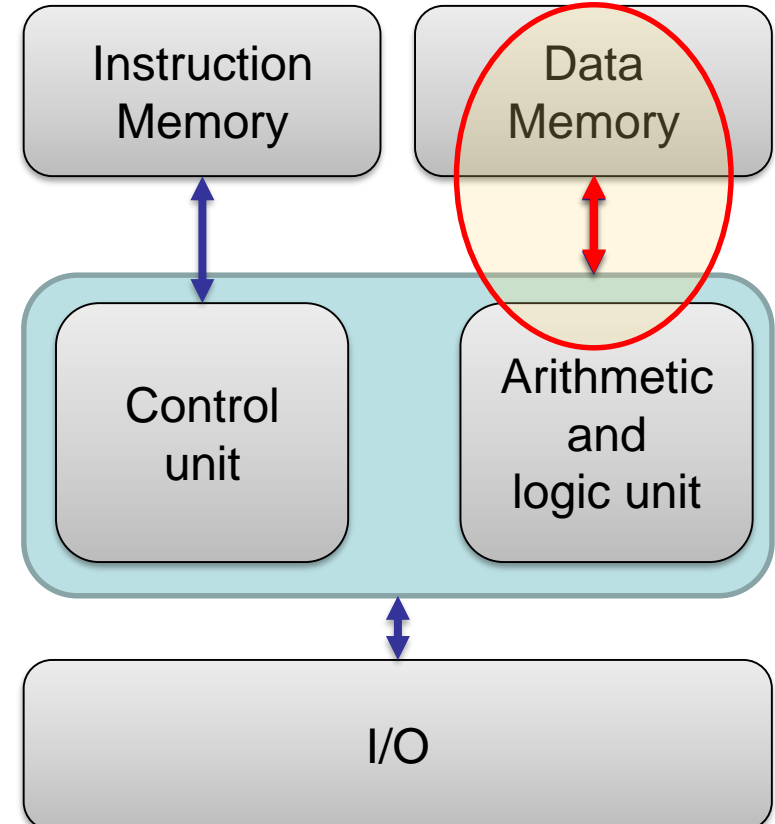 Instruction
Memory
Data
Memory
Control
unit
Arithmetic
and
logic unit
I/O